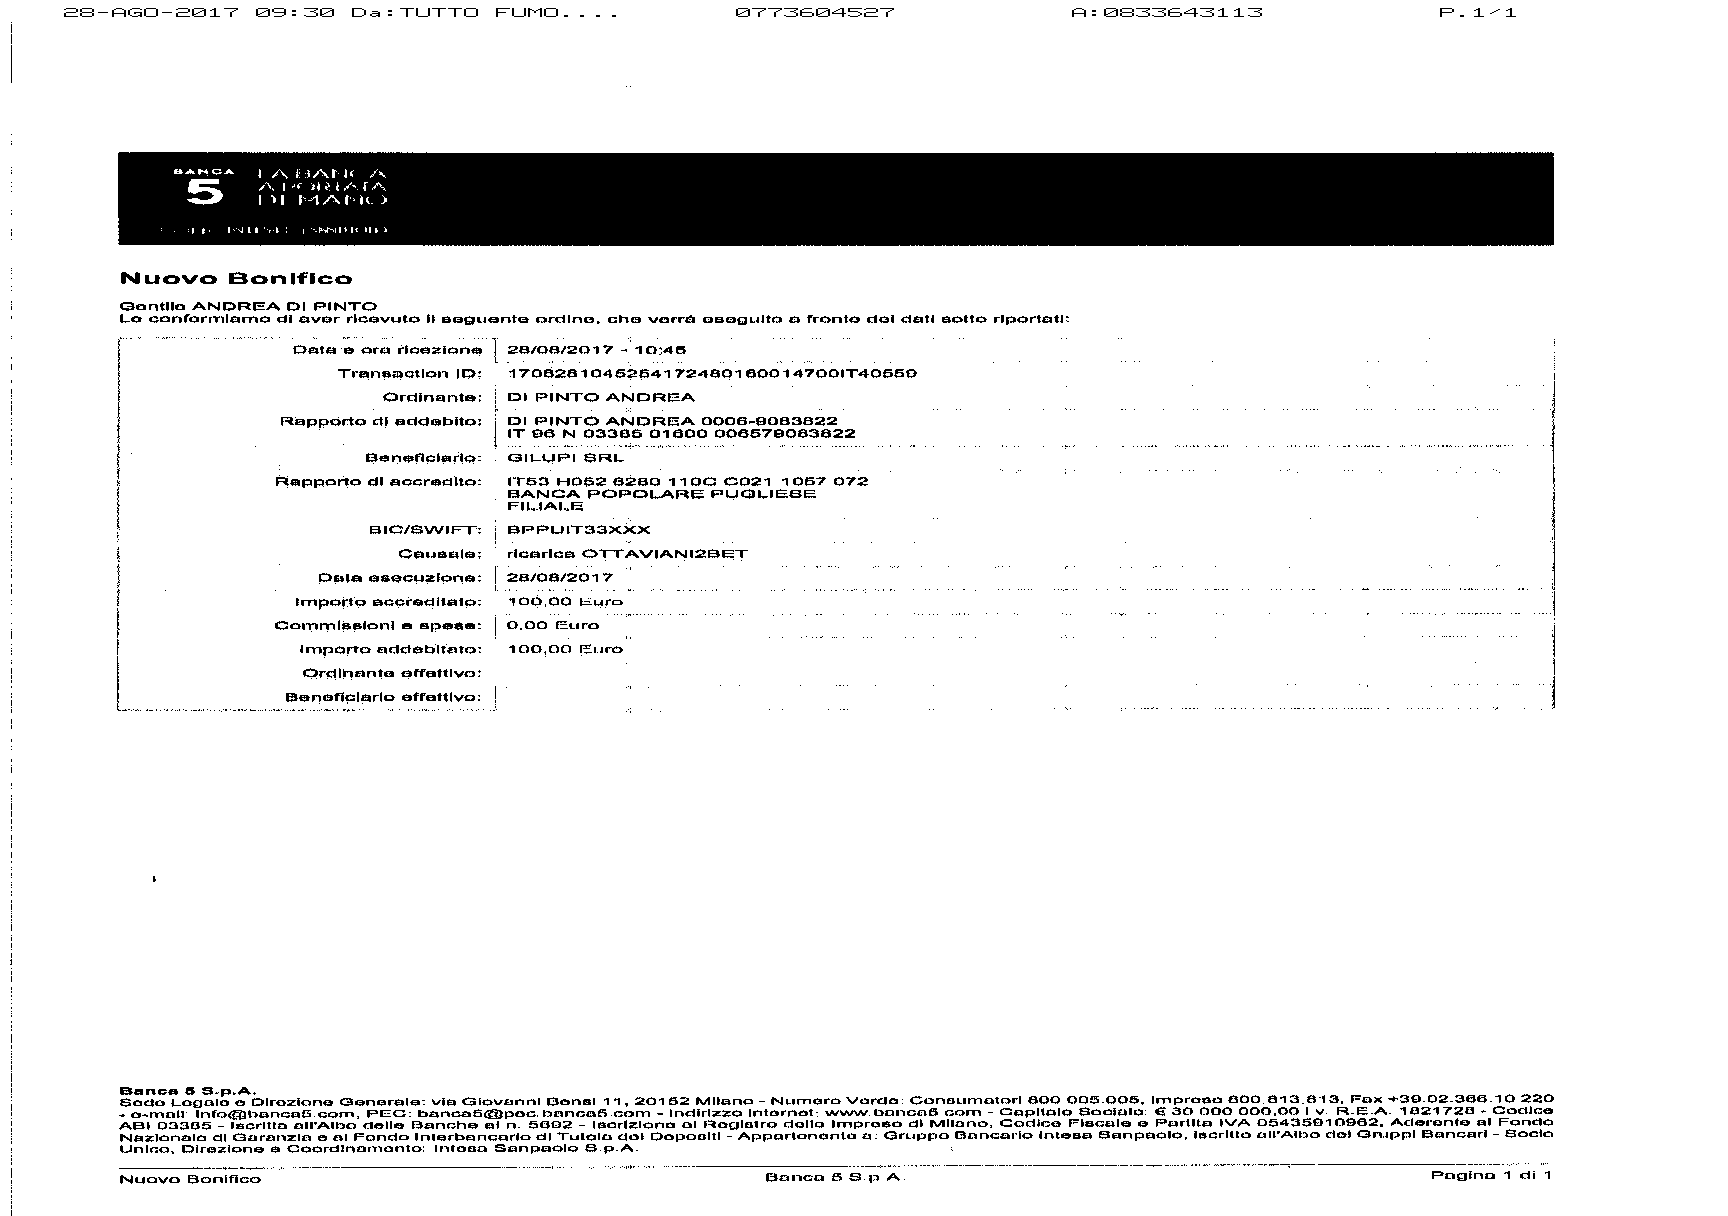 28-AGO-2017 09:30 Da:TUTTO FUMO.... 0773604527 A:0833643113 P.1/1
BANCA 5 LA BANCA
A PORTATA
DI MANO
Nuovo Bonifico
Gentile ANDREA DI PINTO
Le confermiamo di aver ricevuto il seguente ordine, che verrà eseguito a fronte dei dati sotto riportati:
Data e ora ricezione 28/08/2017 - 10:45
Transaction ID: 1708281045254172480160014700IT40550
Ordinante: DI PINTO ANDREA
Rapporto di addebito: DI PINTO ANDREA 0006-9083822
IT 96 N 03385 01600 006579083822
Beneficiario: GILUPI SRL
Rapporto di accredito: IT53 H052 6280 110C C021 1057 072
BANCA POPOLARE PUGLIESE
FILIALE
BIC/SWIFT: BPPUIT33XXX
Causale: ricarica OTTAVIANI2BET
Data esecuzione: 28/08/2017
Importo accreditato: 100,00 Euro
Commissioni e spese: 0,00 Euro
Importo addebitato: 100,00 Euro
Ordinante effettivo:
Beneficiario effettivo:
Banca 5 S.p.A.
Sede Legale e Direzione Generale: via Giovanni Bensi 11, 20152 Milano - Numero Verde: Consumatori 800 005.005, Imprese 800.813.813, Fax +39.02.366.10 220
- e-mail: info@banca5.com, PEC: banca5@pec.banca5.com - Indirizzo Internet: www.banca5.com - Capitale Sociale: € 30 000 000,00 i v. R.E.A. 1821728 - Codice
ABI 03385 - Iscritta all'Albo delle Banche al n. 5692 - Iscrizione al Registro delle Imprese di Milano, Codice Fiscale e Partita IVA 05435910962, Aderente al Fondo
Nazionale di Garanzia e al Fondo Interbancario di Tutela dei Depositi - Appartenente a: Gruppo Bancario Intesa Sanpaolo, iscritto all'Albo dei Gruppi Bancari - Socio
Unico, Direzione e Coordinamento: Intesa Sanpaolo S.p.A.
Nuovo Bonifico Banca 5 S.p.A. Pagina 1 di 1